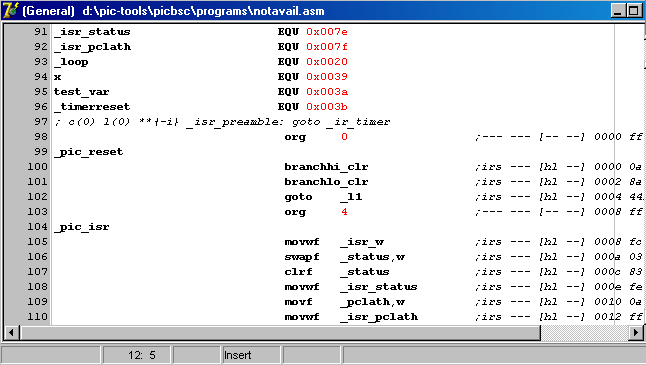 (General) d:\pic-tools\picbsc\programs\notavail.asm
91 _isr_status EQU 0x007e
92 _isr_pclath EQU 0x007f
93 _loop EQU 0x0020
94 x EQU 0x0039
95 test_var EQU 0x003a
96 _timerreset EQU 0x003b
97 ; c(0) l(0) **{-i} _isr_preamble: goto _ir_timer
98 org 0 ;--- --- [-- --] 0000 ff
99 _pic_reset
100 branchhi_clr ;irs --- [hl --] 0000 0a
101 branchlo_clr ;irs --- [hl --] 0002 8a
102 goto _l1 ;irs --- [hl --] 0004 44
103 org 4 ;--- --- [hl --] 0008 ff
104 _pic_isr
105 movwf _isr_w ;irs --- [hl --] 0008 fc
106 swapf _status,w ;irs --- [hl --] 000a 03
107 clrf _status ;irs --- [hl --] 000c 83
108 movwf _isr_status ;irs --- [hl --] 000e fe
109 movf _pclath,w ;irs --- [hl --] 0010 0a
110 movwf _isr_pclath ;irs --- [hl --] 0012 ff
12: 5 Insert